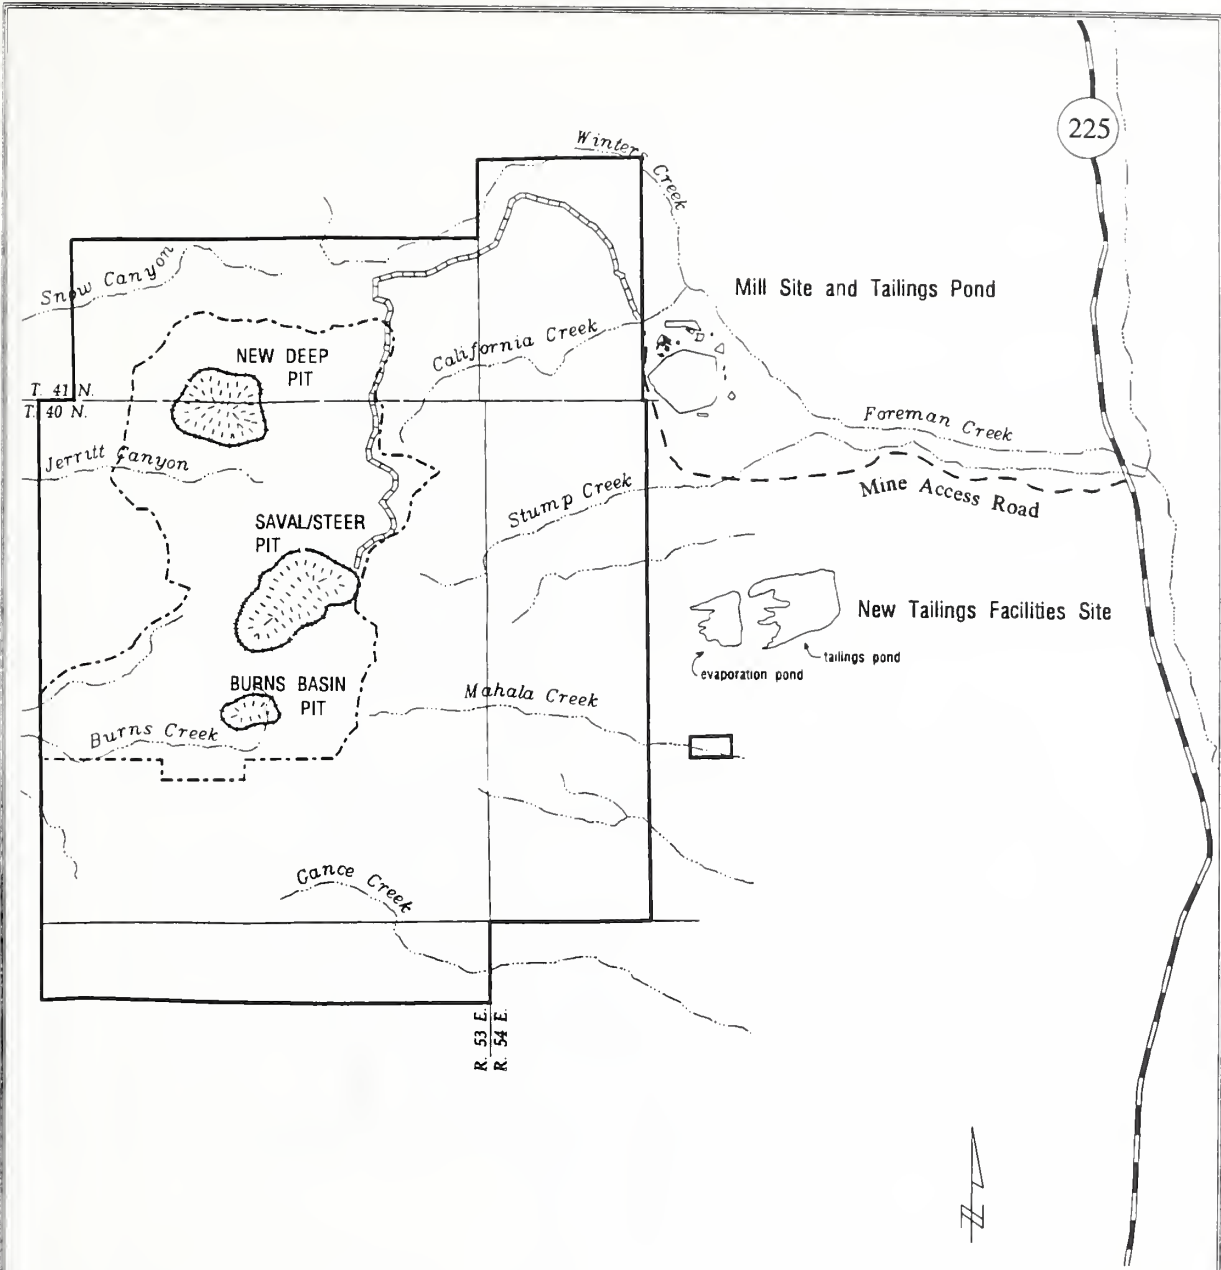 225
Winters Creek
Snow Canyon
Mill Site and Tailings Pond
California Creek
NEW DEEP
PIT
T. 41 N.
T. 40 N.
Foreman Creek
Jerritt Canyon
Mine Access Road
Stump Creek
SAVAL/STEER
PIT
New Tailings Facilities Site
tailings pond
evaporation pond
BURNS BASIN
PIT
Mahala Creek
Burns Creek
Gance Creek
R. 53 E.
R. 54 E.
N